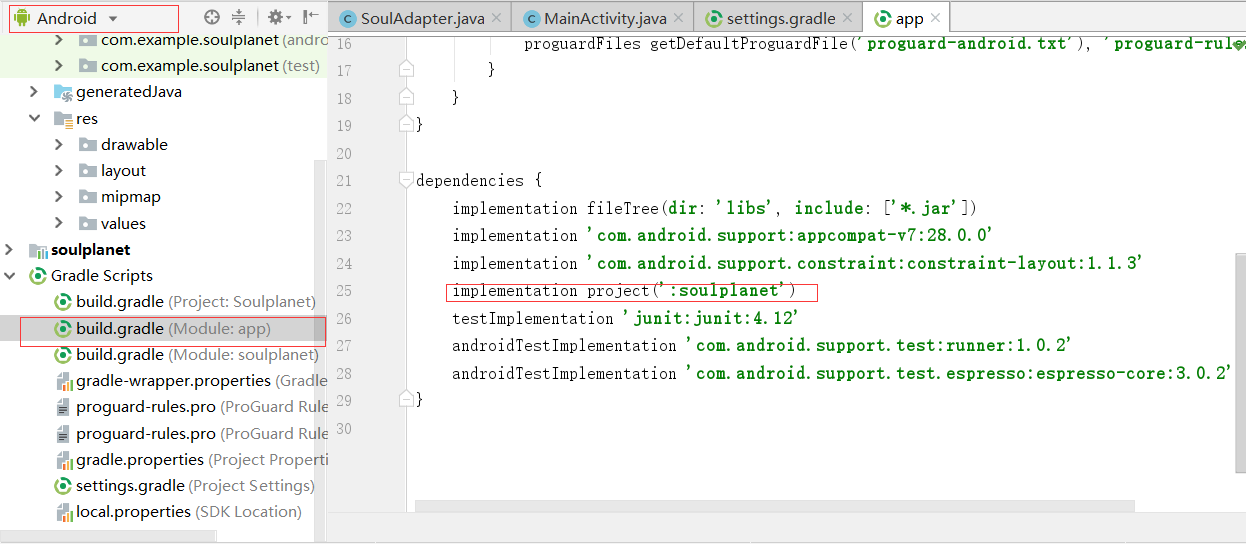 Android
com.example.soulplanet (andro
com.example.soulplanet (test)
generatedJava
res
drawable
layout
mipmap
values
soulplanet
Gradle Scripts
build.gradle (Project: Soulplanet)
build.gradle (Module: app)
build.gradle (Module: soulplanet)
gradle-wrapper.properties (Gradle
proguard-rules.pro (ProGuard Rule
proguard-rules.pro (ProGuard Rule
gradle.properties (Project Properti
settings.gradle (Project Settings)
local.properties (SDK Location)
SoulAdapter.java
MainActivity.java
settings.gradle
app
16 proguardFiles getDefaultProguardFile('proguard-android.txt'), 'proguard-rule
17 }
18 }
19 }
20
21 dependencies {
22 implementation fileTree(dir: 'libs', include: ['*.jar'])
23 implementation 'com.android.support:appcompat-v7:28.0.0'
24 implementation 'com.android.support.constraint:constraint-layout:1.1.3'
25 implementation project(':soulplanet')
26 testImplementation 'junit:junit:4.12'
27 androidTestImplementation 'com.android.support.test:runner:1.0.2'
28 androidTestImplementation 'com.android.support.test.espresso:espresso-core:3.0.2'
29 }
30